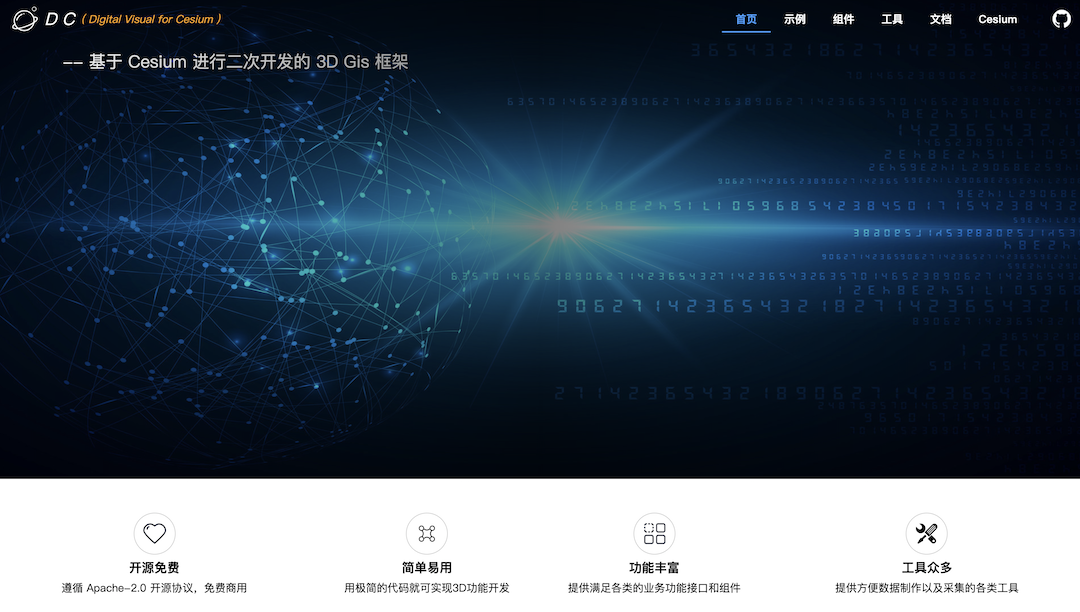 DC ( Digital Visual for Cesium )
首页 示例 组件 工具 文档 Cesium
-- 基于 Cesium 进行二次开发的 3D Gis 框架
开源免费 简单易用 功能丰富 工具众多
遵循 Apache-2.0 开源协议，免费商用 用极简的代码就可实现3D功能开发 提供满足各类的业务功能接口和组件 提供方便数据制作以及采集的各类工具